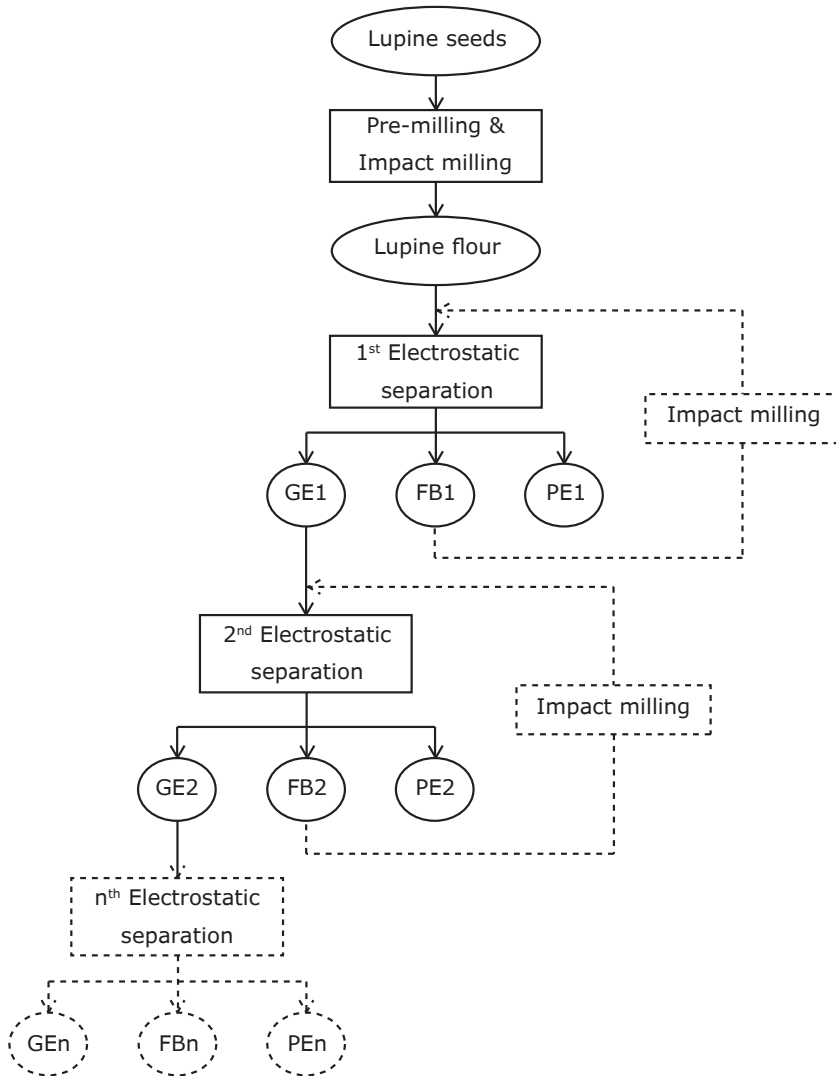 Lupine seeds
Pre-milling &
Impact milling
Lupine flour
1st Electrostatic
separation
Impact milling
GE1
FB1
PE1
2nd Electrostatic
separation
Impact milling
GE2
FB2
PE2
nth Electrostatic
separation
GEn
FBn
PEn